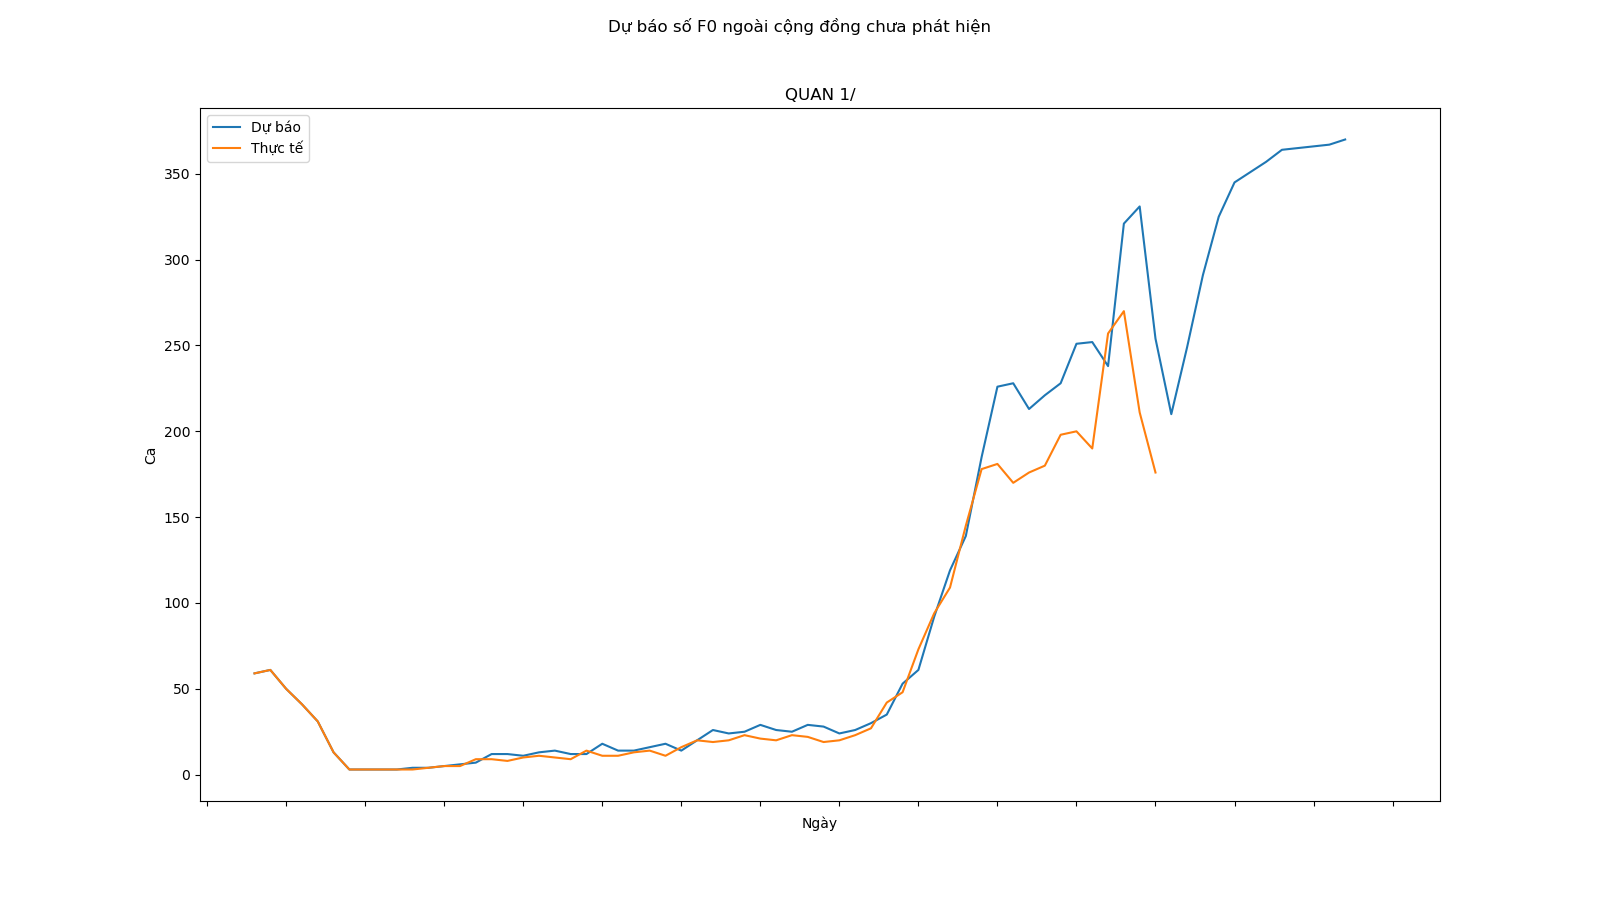 Dự báo số F0 ngoài cộng đồng chưa phát hiện
QUAN 1/
Dự báo
Thực tế
350
300
250
200
150
100
50
0
Ca
Ngày